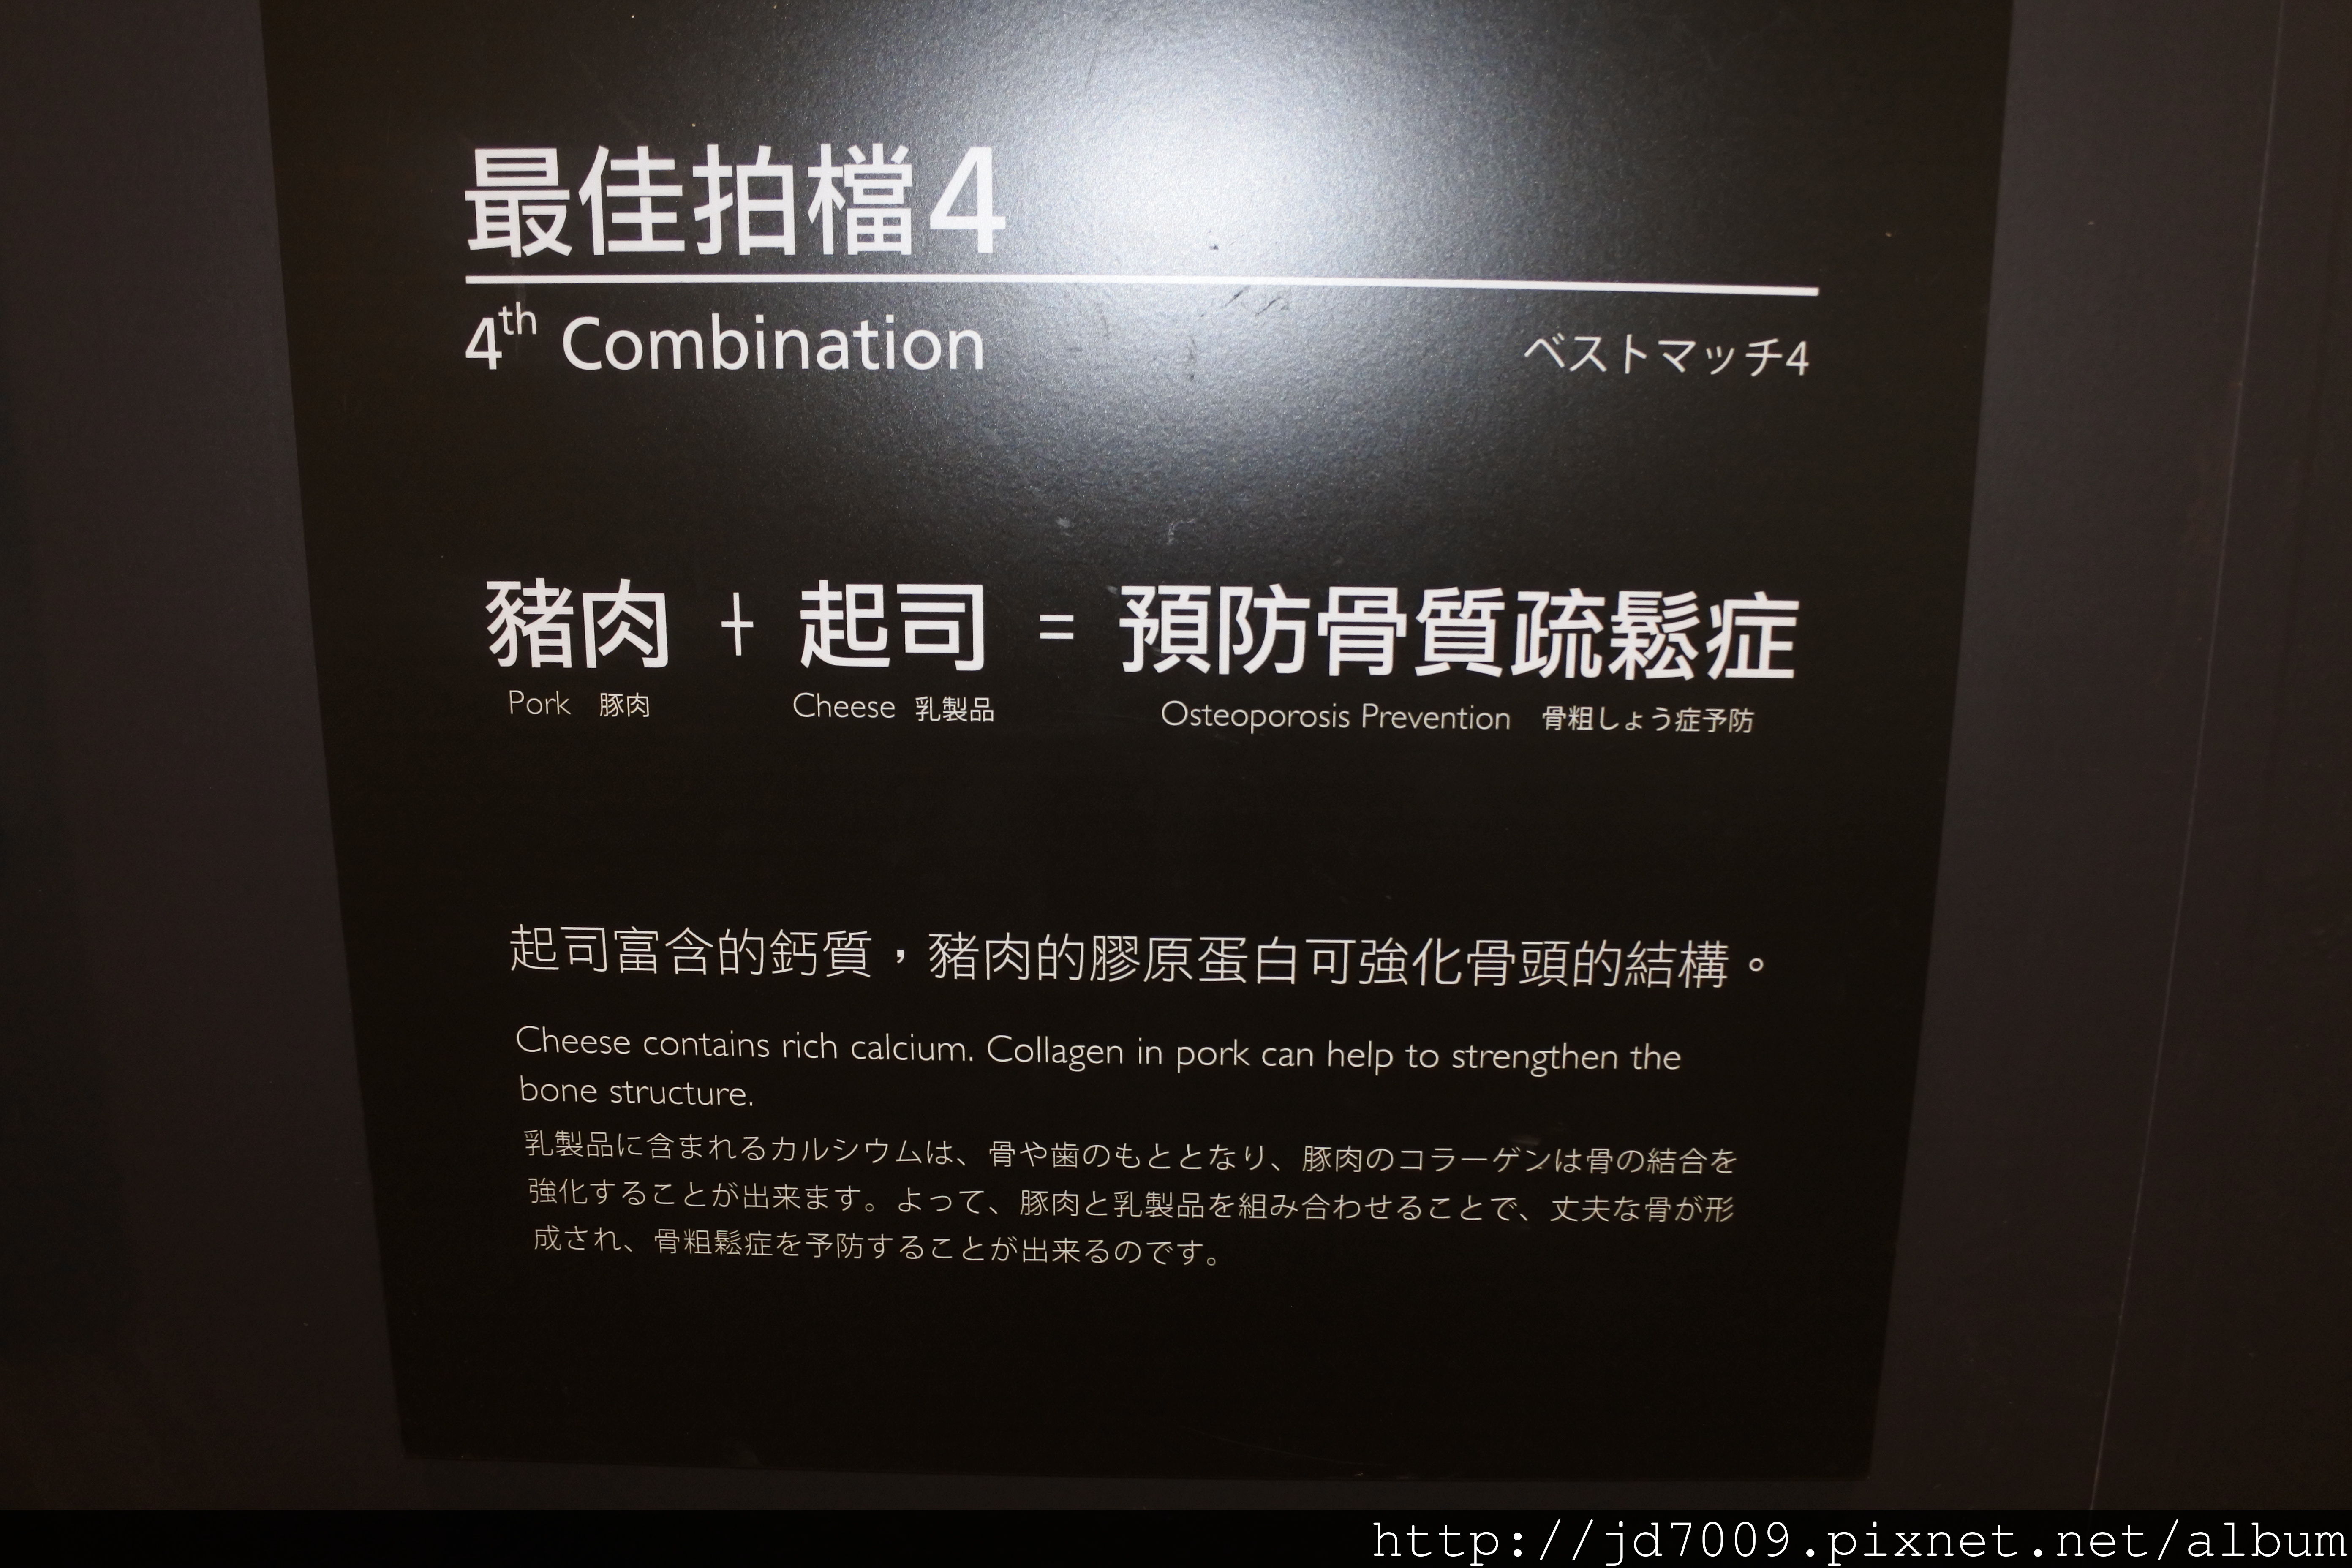 最佳拍檔4
4th Combination
ベストマッチ4
豬肉 + 起司 = 預防骨質疏鬆症
Pork 豚肉 Cheese 乳製品 Osteoporosis Prevention 骨粗しょう症予防
起司富含的鈣質，豬肉的膠原蛋白可強化骨頭的結構。
Cheese contains rich calcium. Collagen in pork can help to strengthen the
bone structure.
乳製品に含まれるカルシウムは、骨や歯のもととなり、豚肉のコラーゲンは骨の結合を
強化することが出来ます。よって、豚肉と乳製品を組み合わせることで、丈夫な骨が形
成され、骨粗鬆症を予防することが出来るのです。
http://jd7009.pixnet.net/album